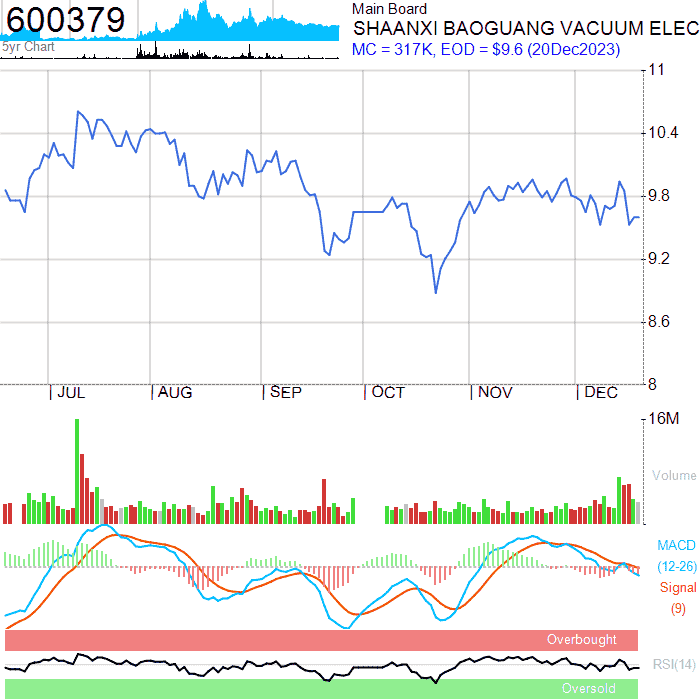 600379
5yr Chart
Main Board
SHAANXI BAOGUANG VACUUM ELEC
MC = 317K, EOD = $9.6 (20Dec2023)
11
10.4
9.8
9.2
8.6
8
JUL AUG SEP OCT NOV DEC
16M
Volume
MACD
(12-26)
Signal
(9)
Overbought
RSI(14)
Oversold